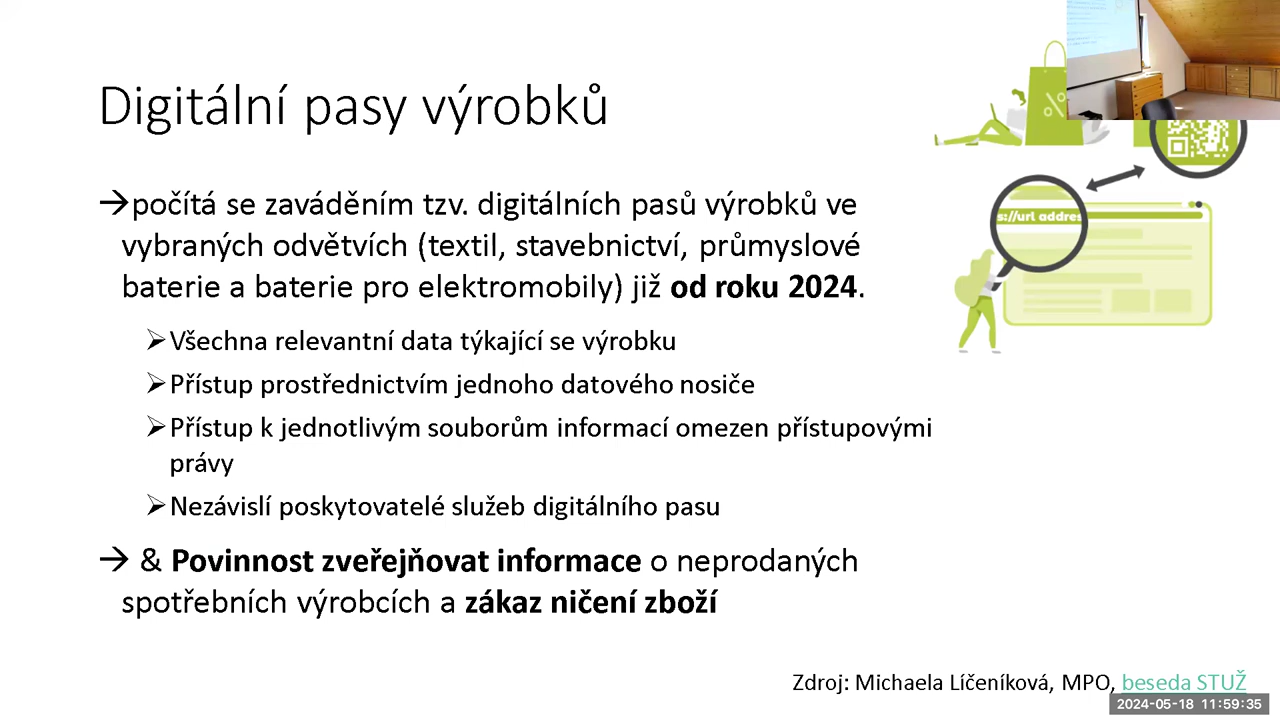 Digitální pasy výrobků
→počítá se zaváděním tzv. digitálních pasů výrobků ve
vybraných odvětvích (textil, stavebnictví, průmyslové
baterie a baterie pro elektromobily) již od roku 2024.
➢Všechna relevantní data týkající se výrobku
➢Přístup prostřednictvím jednoho datového nosiče
➢Přístup k jednotlivým souborům informací omezen přístupovými
právy
➢Nezávislí poskytovatelé služeb digitálního pasu
→ & Povinnost zveřejňovat informace o neprodaných
spotřebních výrobcích a zákaz ničení zboží
%
s://url addres
Zdroj: Michaela Líčeníková, MPO, beseda STUŽ
2024-05-18 11:59:35